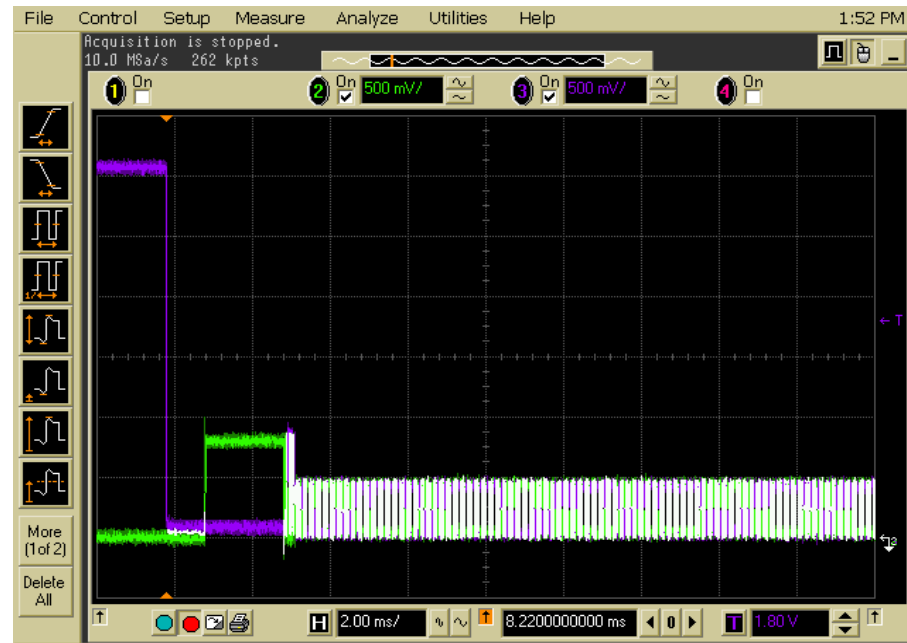 File Control Setup Measure Analyze Utilities Help 1:52 PM
Acquisition is stopped.
10.0 MSa/s 262 kpts
1 On 2 On 500 mV/ 3 On 500 mV/ 4 On
T
1/
More
(1of2)
2
Delete
All
H 2.00 ms/ 8.2200000000 ms 0 T 1.80 V